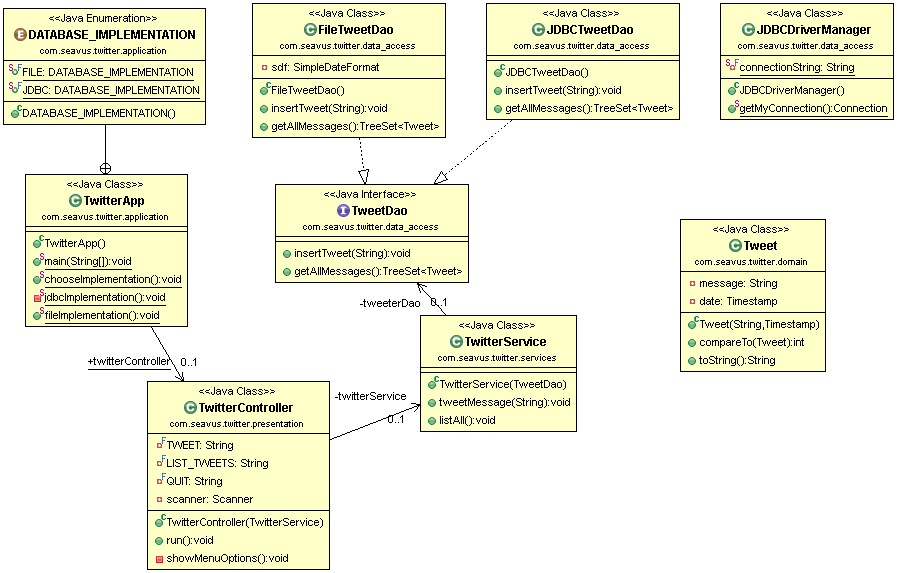 <<Java Enumeration>>
E DATABASE_IMPLEMENTATION
com.seavus.twitter.application
S F FILE: DATABASE_IMPLEMENTATION
S F JDBC: DATABASE_IMPLEMENTATION
C DATABASE_IMPLEMENTATION()
<<Java Class>>
C FileTweetDao
com.seavus.twitter.data_access
sdf: SimpleDateFormat
C FileTweetDao()
insertTweet(String):void
getAllMessages():TreeSet<Tweet>
<<Java Class>>
C JDBCTweetDao
com.seavus.twitter.data_access
C JDBCTweetDao()
insertTweet(String):void
getAllMessages():TreeSet<Tweet>
<<Java Class>>
C JDBCDriverManager
com.seavus.twitter.data_access
S F connectionString: String
C JDBCDriverManager()
S getMyConnection():Connection
<<Java Class>>
C TwitterApp
com.seavus.twitter.application
C TwitterApp()
S main(String[]):void
S chooseImplementation():void
S jdbcImplementation():void
S fileImplementation():void
<<Java Interface>>
I TweetDao
com.seavus.twitter.data_access
insertTweet(String):void
getAllMessages():TreeSet<Tweet>
<<Java Class>>
C Tweet
com.seavus.twitter.domain
message: String
date: Timestamp
C Tweet(String,Timestamp)
compareTo(Tweet):int
toString():String
-tweeterDao
0..1
<<Java Class>>
C TwitterService
com.seavus.twitter.services
C TwitterService(TweetDao)
tweetMessage(String):void
listAll():void
+twitterController
0..1
-twitterService
0..1
<<Java Class>>
C TwitterController
com.seavus.twitter.presentation
F TWEET: String
F LIST_TWEETS: String
F QUIT: String
scanner: Scanner
C TwitterController(TwitterService)
run():void
showMenuOptions():void